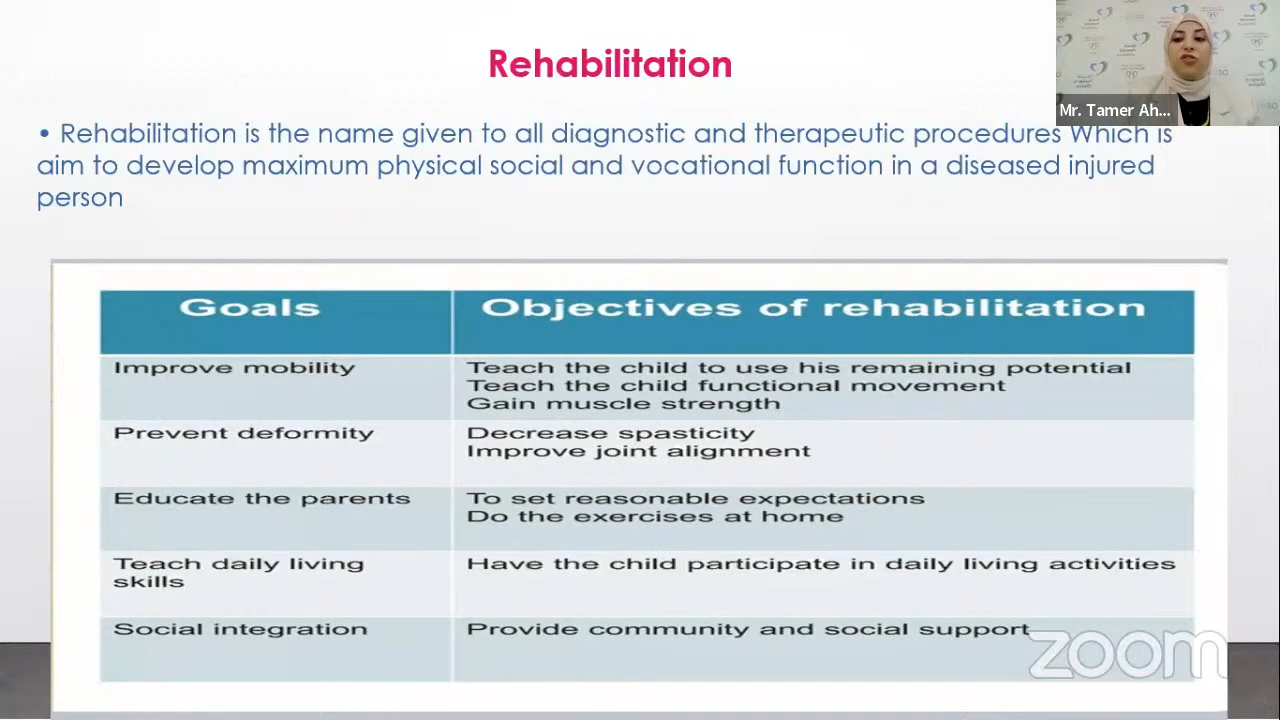 Rehabilitation
• Rehabilitation is the name given to all diagnostic and therapeutic procedures Which is
aim to develop maximum physical social and vocational function in a diseased injured
person
Mr. Tamer Ah...
Goals
Objectives of rehabilitation
Improve mobility
Teach the child to use his remaining potential
Teach the child functional movement
Gain muscle strength
Prevent deformity
Decrease spasticity
Improve joint alignment
Educate the parents
To set reasonable expectations
Do the exercises at home
Teach daily living
skills
Have the child participate in daily living activities
Social integration
Provide community and social support
zoom